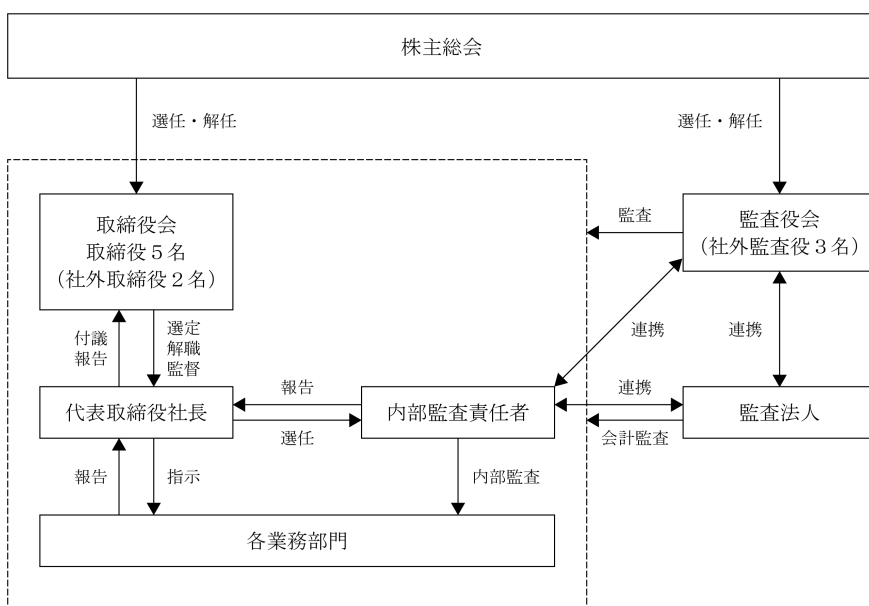 株主総会
選任・解任
選任・解任
取締役会
取締役５名
（社外取締役２名）
監査
監査役会
（社外監査役３名）
付議
報告
選定
解職
監督
連携
連携
代表取締役社長
報告
選任
内部監査責任者
連携
会計監査
監査法人
報告
指示
内部監査
各業務部門